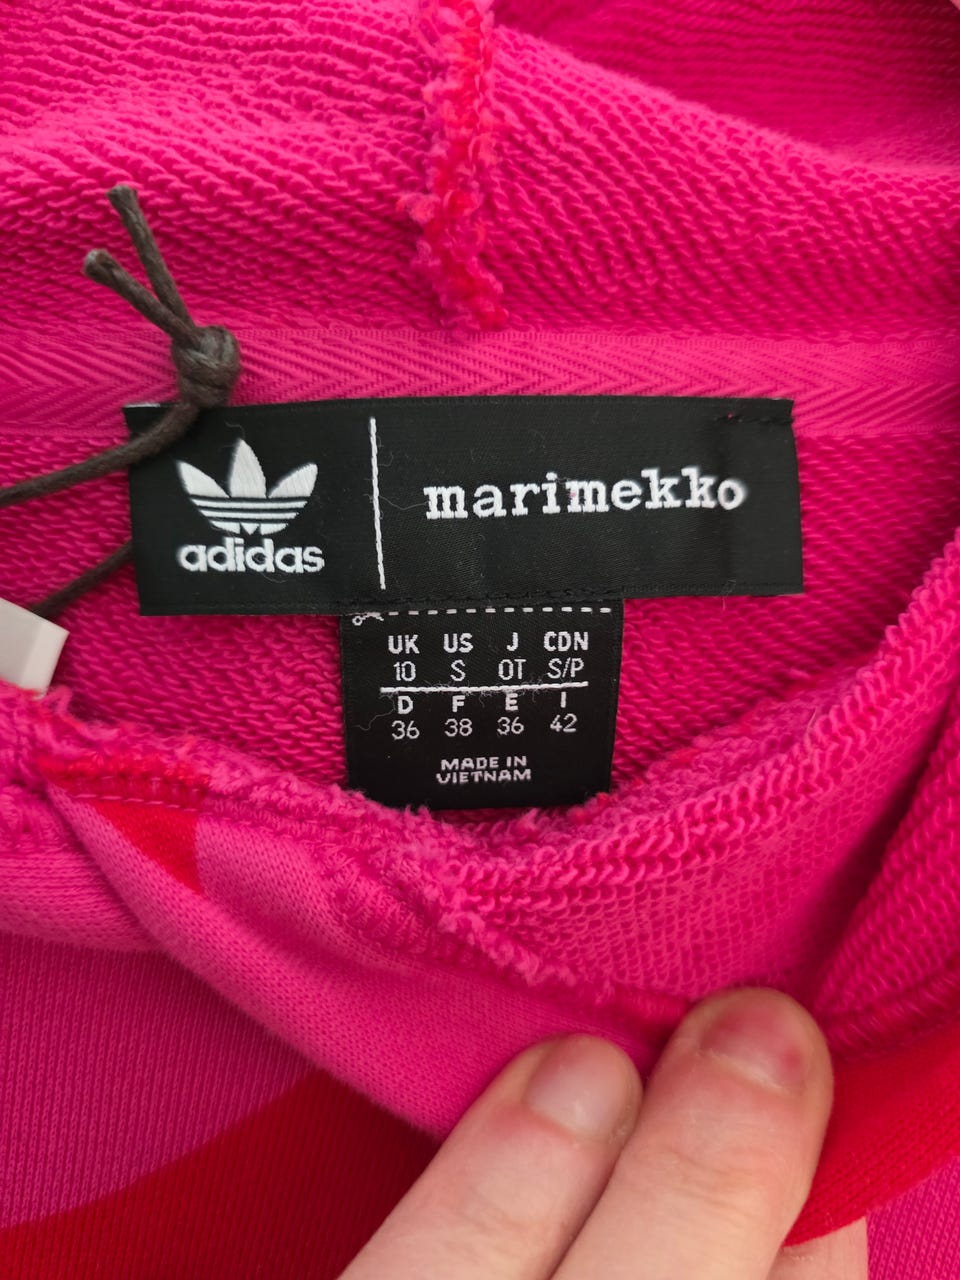 adidas
marimekko
UK US J CDN
10 S OT S/P
D F E I
36 38 36 42
MADE IN
VIETNAM